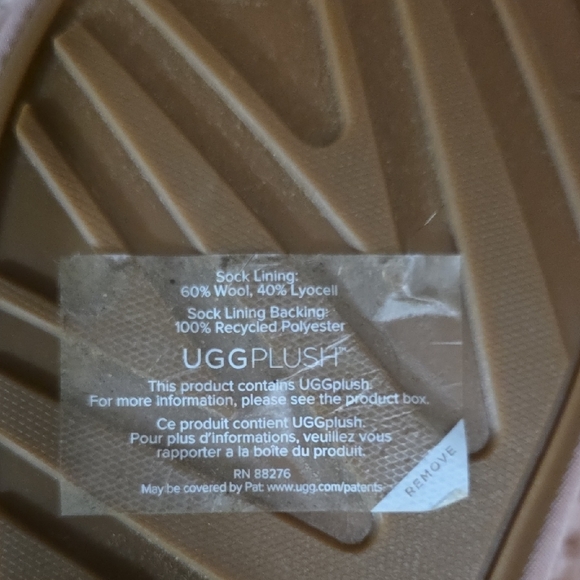 Sock Lining:
60% Wool, 40% Lyocell
Sock Lining Backing:
100% Recycled Polyester
UGGPLUSH™
This product contains UGGplush.
For more information, please see the product box.
Ce produit contient UGGplush.
Pour plus d'informations, veuillez vous
rapporter a la boîte du produit.
RN 88276
May be covered by Pat: www.ugg.com/patents
REMOVE